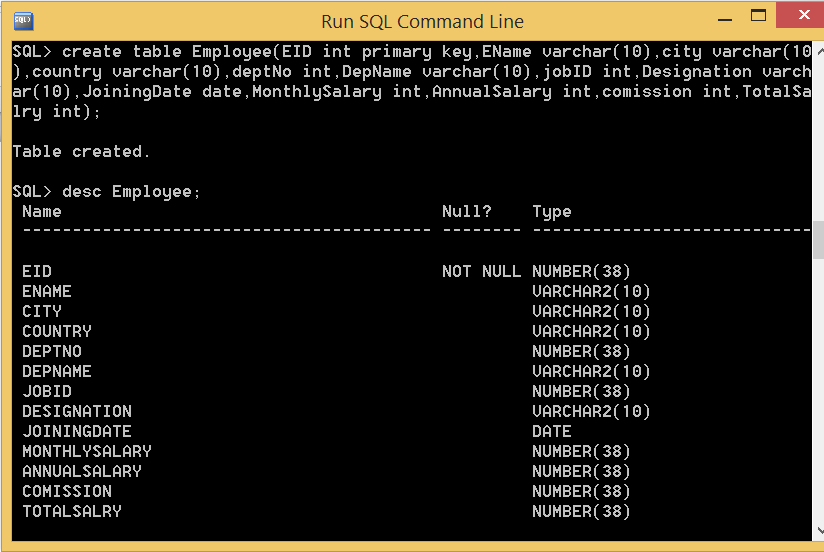 Run SQL Command Line
SQL> create table Employee(EID int primary key,EName varchar(10),city varchar(10
),country varchar(10),deptNo int,DepName varchar(10),jobID int,Designation varch
ar(10),JoiningDate date,MonthlySalary int,AnnualSalary int,comission int,TotalSa
lry int);
Table created.
SQL> desc Employee;
Name Null? Type
----------------------------------------- -------- ----------------------------
EID NOT NULL NUMBER(38)
ENAME VARCHAR2(10)
CITY VARCHAR2(10)
COUNTRY VARCHAR2(10)
DEPTNO NUMBER(38)
DEPNAME VARCHAR2(10)
JOBID NUMBER(38)
DESIGNATION VARCHAR2(10)
JOININGDATE DATE
MONTHLYSALARY NUMBER(38)
ANNUALSALARY NUMBER(38)
COMISSION NUMBER(38)
TOTALSALRY NUMBER(38)